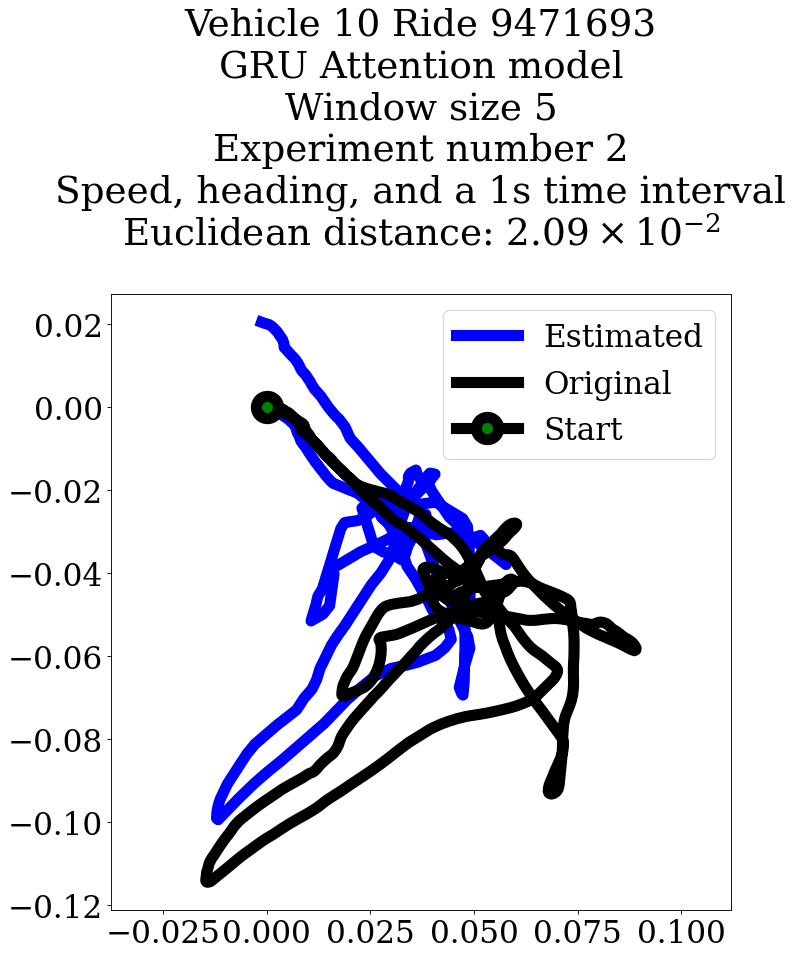 Vehicle 10 Ride 9471693
GRU Attention model
Window size 5
Experiment number 2
Speed, heading, and a 1s time interval
Euclidean distance: 2.09 × 10⁻²
Estimated
Original
Start
0.02
0.00
−0.02
−0.04
−0.06
−0.08
−0.10
−0.12
−0.025 0.000 0.025 0.050 0.075 0.100